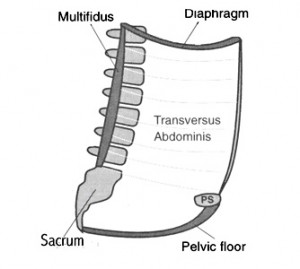 Multifidus
Diaphragm
Transversus
Abdominis
PS
Sacrum
Pelvic floor